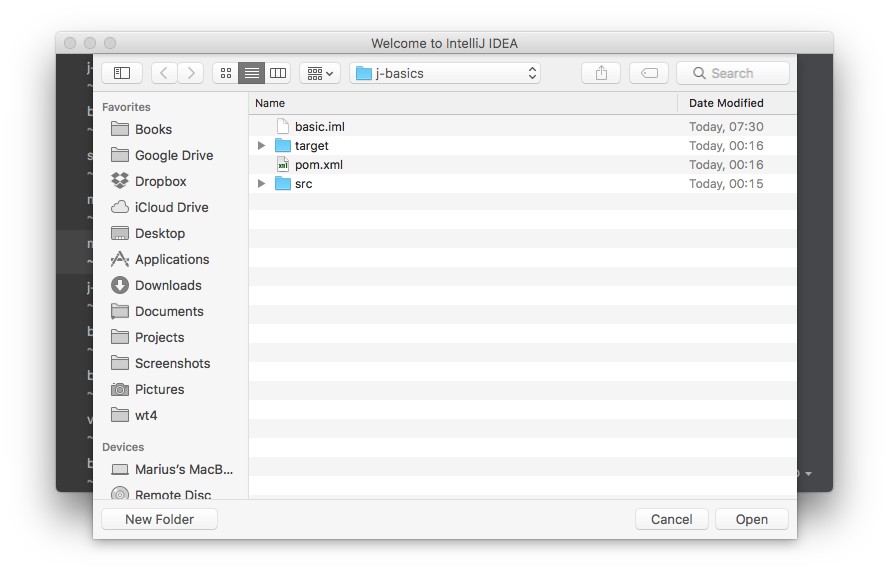 Welcome to IntelliJ IDEA
j-basics
Search
Favorites
Books
Google Drive
Dropbox
iCloud Drive
Desktop
Applications
Downloads
Documents
Projects
Screenshots
Pictures
wt4
Devices
Marius's MacB...
Remote Disc
Name Date Modified
basic.iml Today, 07:30
target Today, 00:16
pom.xml Today, 00:16
src Today, 00:15
New Folder Cancel Open